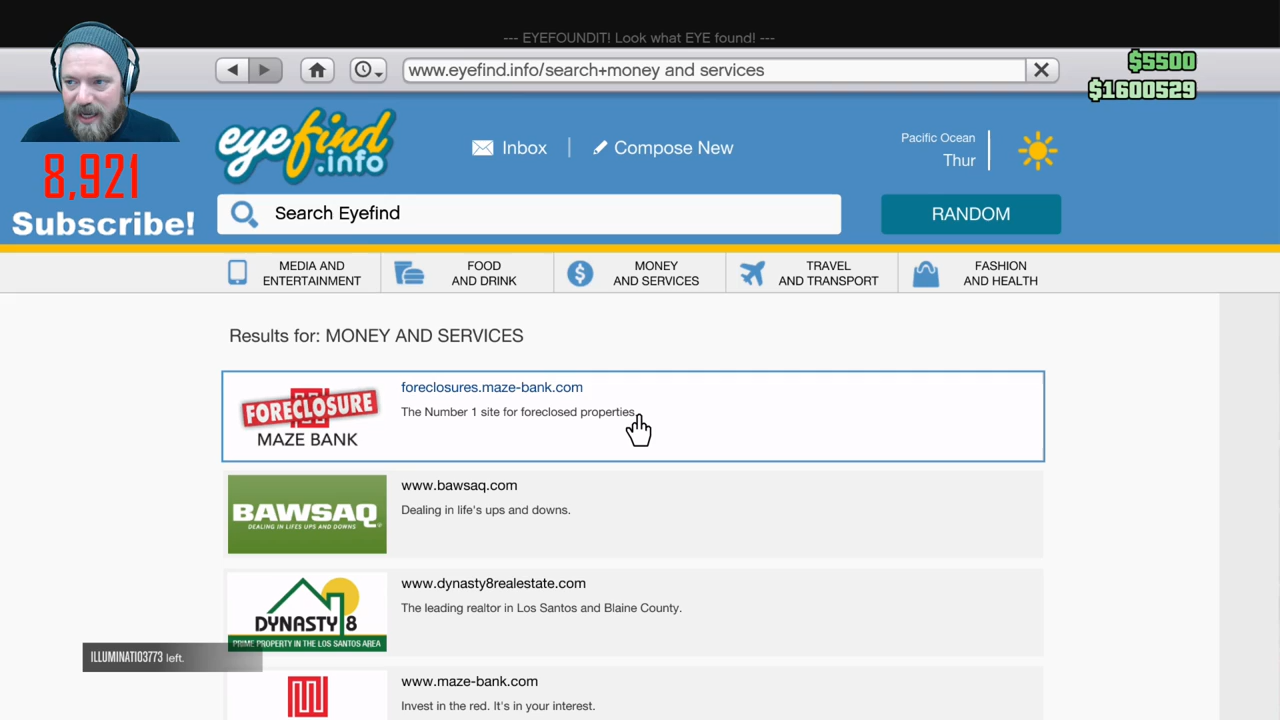 --- EYEFOUNDIT! Look what EYE found! ---
www.eyefind.info/search+money and services
$5500
$1600529
eyefind
.info
Inbox
Compose New
Pacific Ocean
Thur
8,921
Subscribe!
Search Eyefind
RANDOM
MEDIA AND
ENTERTAINMENT
FOOD
AND DRINK
MONEY
AND SERVICES
TRAVEL
AND TRANSPORT
FASHION
AND HEALTH
Results for: MONEY AND SERVICES
FORECLOSURE
MAZE BANK
foreclosures.maze-bank.com
The Number 1 site for foreclosed properties.
BAWSAQ
DEALING IN LIFE'S UPS AND DOWNS
www.bawsaq.com
Dealing in life's ups and downs.
DYNASTY 8
PRIME PROPERTY IN THE LOS SANTOS AREA
www.dynasty8realestate.com
The leading realtor in Los Santos and Blaine County.
ILLUMINATI03773 left.
www.maze-bank.com
Invest in the red. It's in your interest.